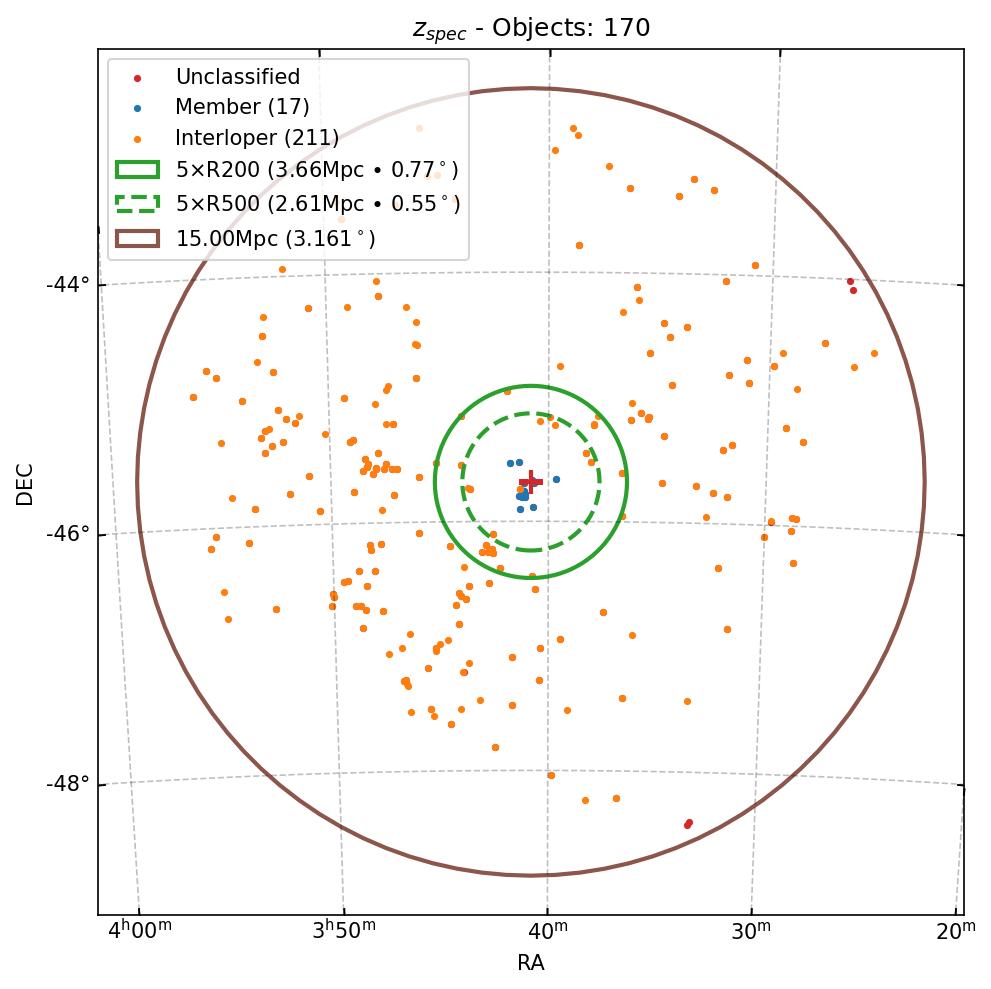 z_spec - Objects: 170
Unclassified
Member (17)
Interloper (211)
5×R200 (3.66Mpc • 0.77°)
5×R500 (2.61Mpc • 0.55°)
15.00Mpc (3.161°)
-44°
-46°
-48°
DEC
4ʰ00ᵐ 3ʰ50ᵐ 40ᵐ 30ᵐ 20ᵐ
RA